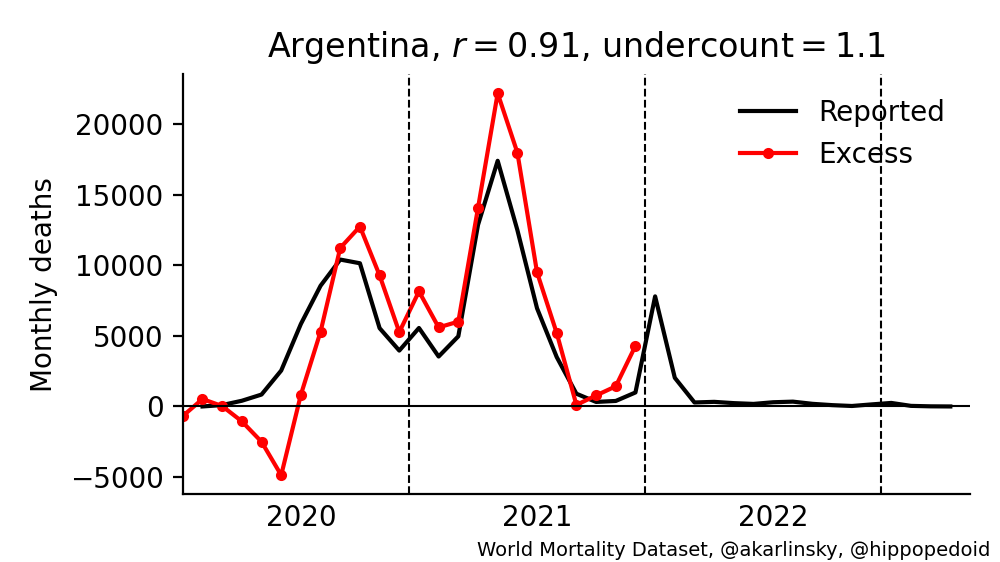 Argentina, r = 0.91, undercount = 1.1
Reported
Excess
Monthly deaths
20000
15000
10000
5000
0
−5000
2020 2021 2022
World Mortality Dataset, @akarlinsky, @hippopedoid